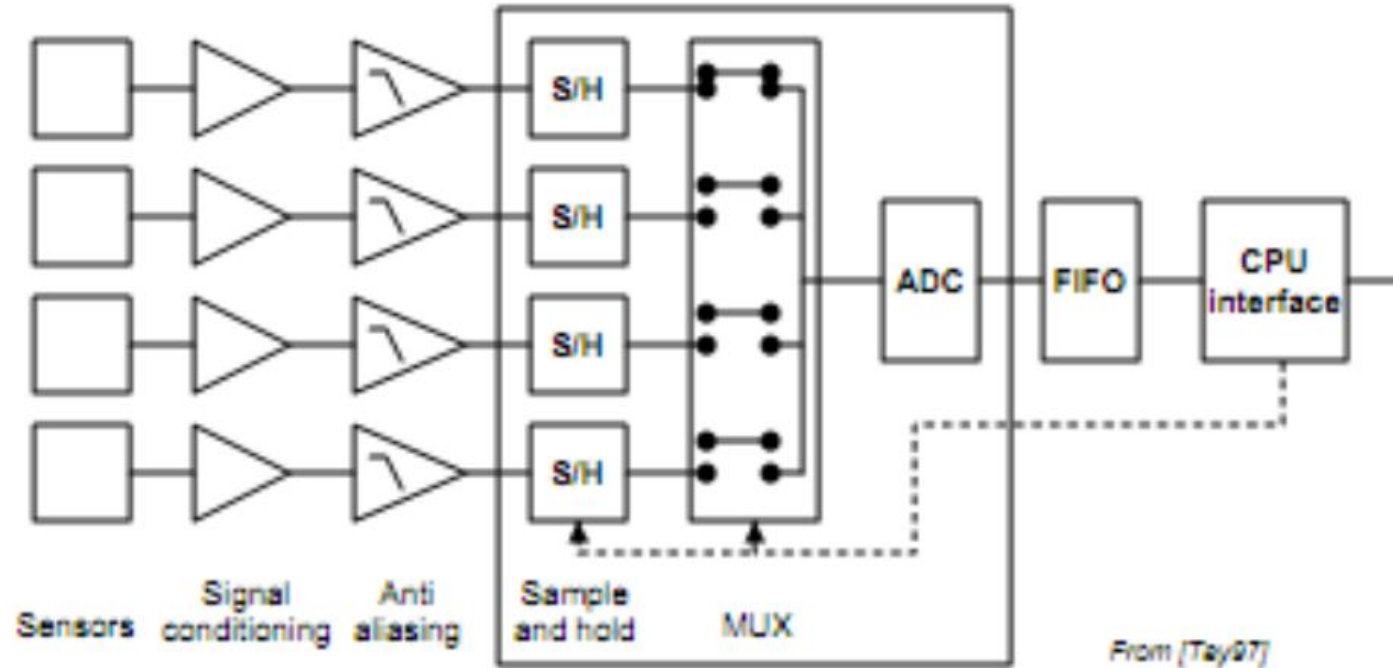 S/H
S/H
S/H
S/H
ADC
FIFO
CPU
interface
Sensors
Signal
conditioning
Anti
aliasing
Sample
and hold
MUX
From [Tay97]